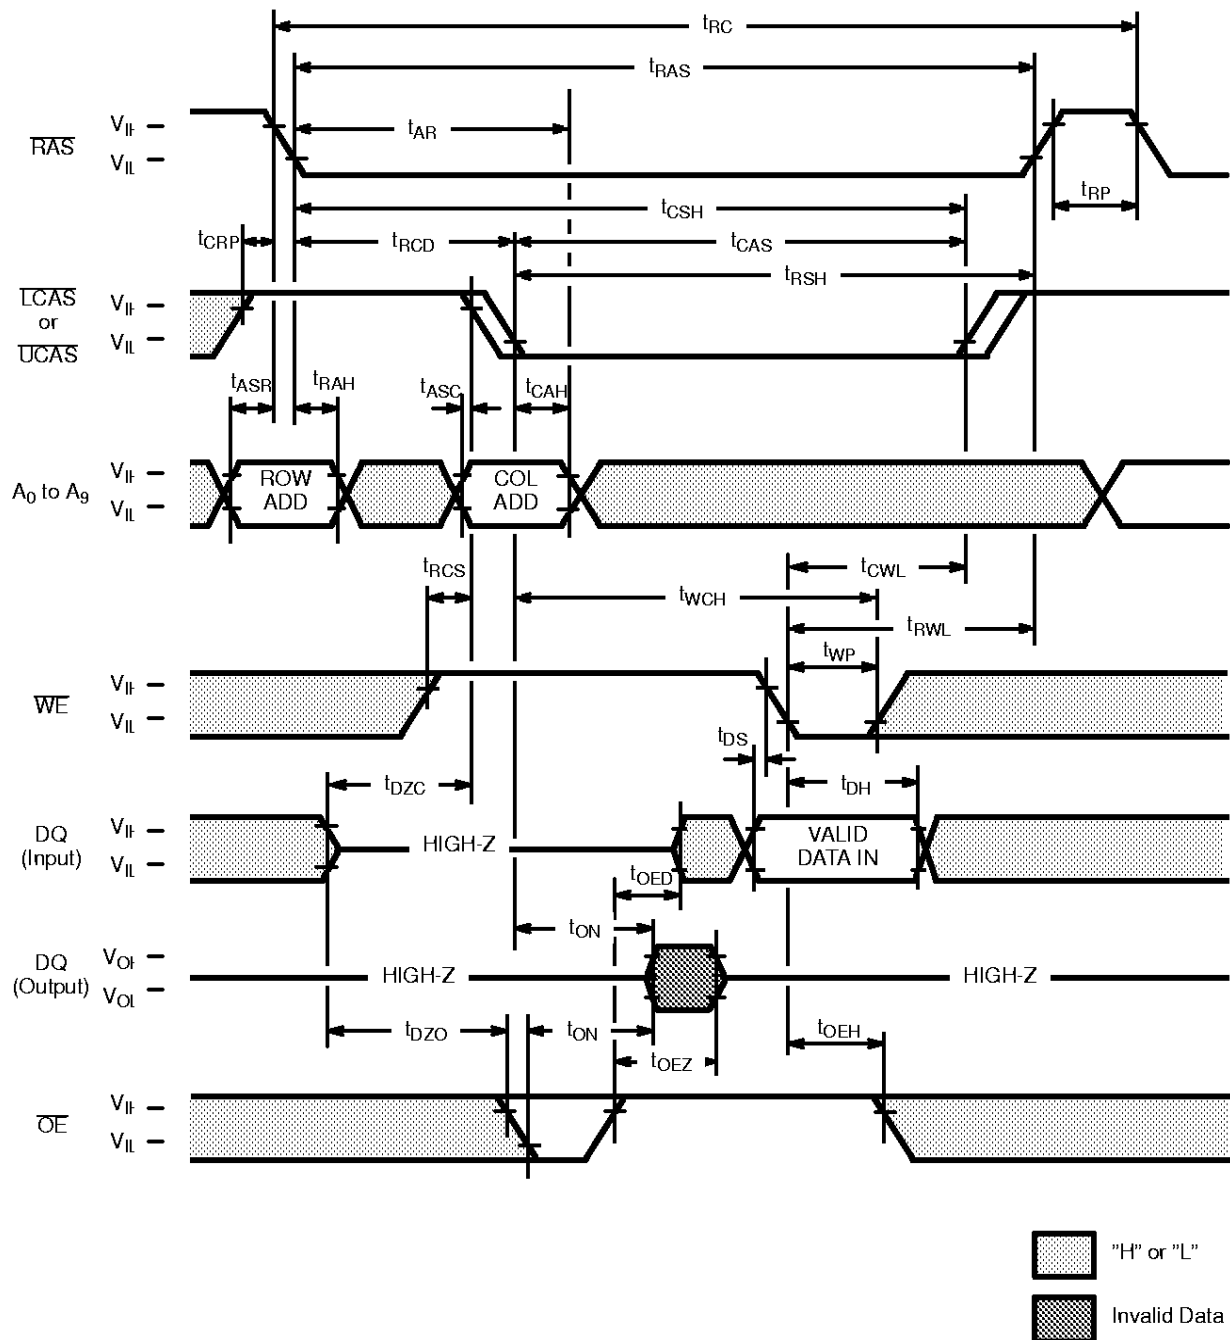 tRC
tRAS
tAR
RAS
VIH
VIL
tRP
tCSH
tCRP
tRCD
tCAS
tRSH
LCAS
or
UCAS
VIH
VIL
tASR
tRAH
tASC
tCAH
A0 to A9
VIH
VIL
ROW
ADD
COL
ADD
tRCS
tCWL
tWCH
tRWL
tWP
WE
VIH
VIL
tDS
tDZC
tDH
DQ
(Input)
VIH
VIL
HIGH-Z
VALID
DATA IN
tOED
tON
DQ
(Output)
VOH
VOL
HIGH-Z
HIGH-Z
tDZO
tON
tOEZ
tOEH
OE
VIH
VIL
"H" or "L"
Invalid Data